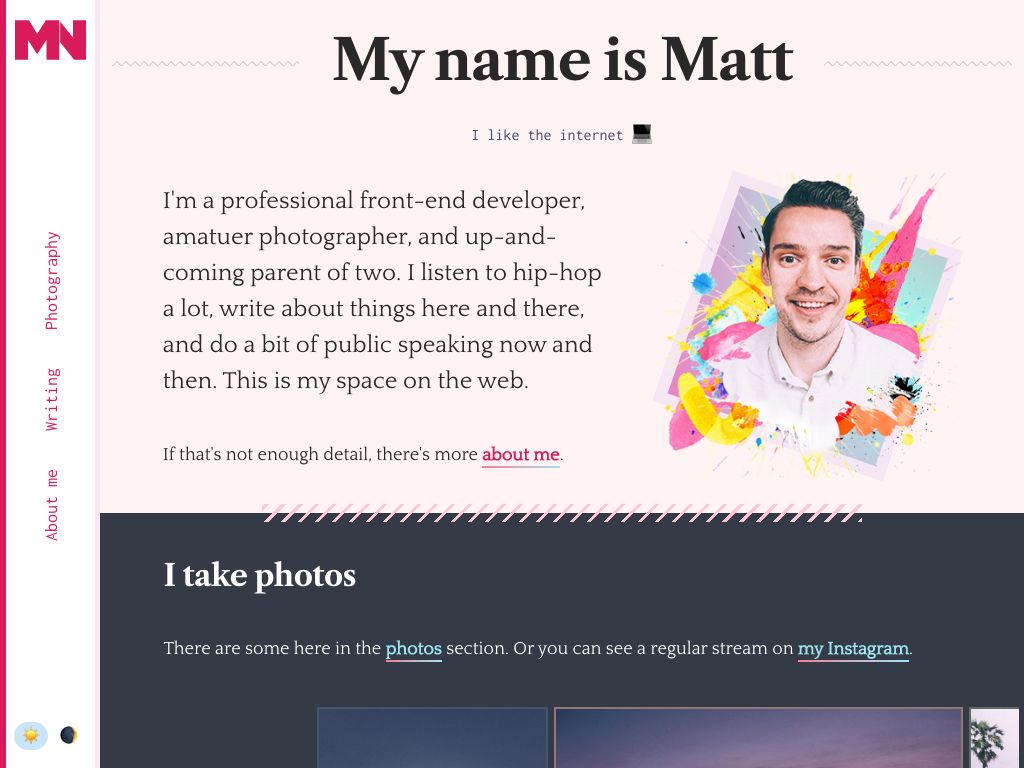 MN
Photography
Writing
About me
My name is Matt
I like the internet
I'm a professional front-end developer,
amatuer photographer, and up-and-
coming parent of two. I listen to hip-hop
a lot, write about things here and there,
and do a bit of public speaking now and
then. This is my space on the web.
If that's not enough detail, there's more about me.
I take photos
There are some here in the photos section. Or you can see a regular stream on my Instagram.